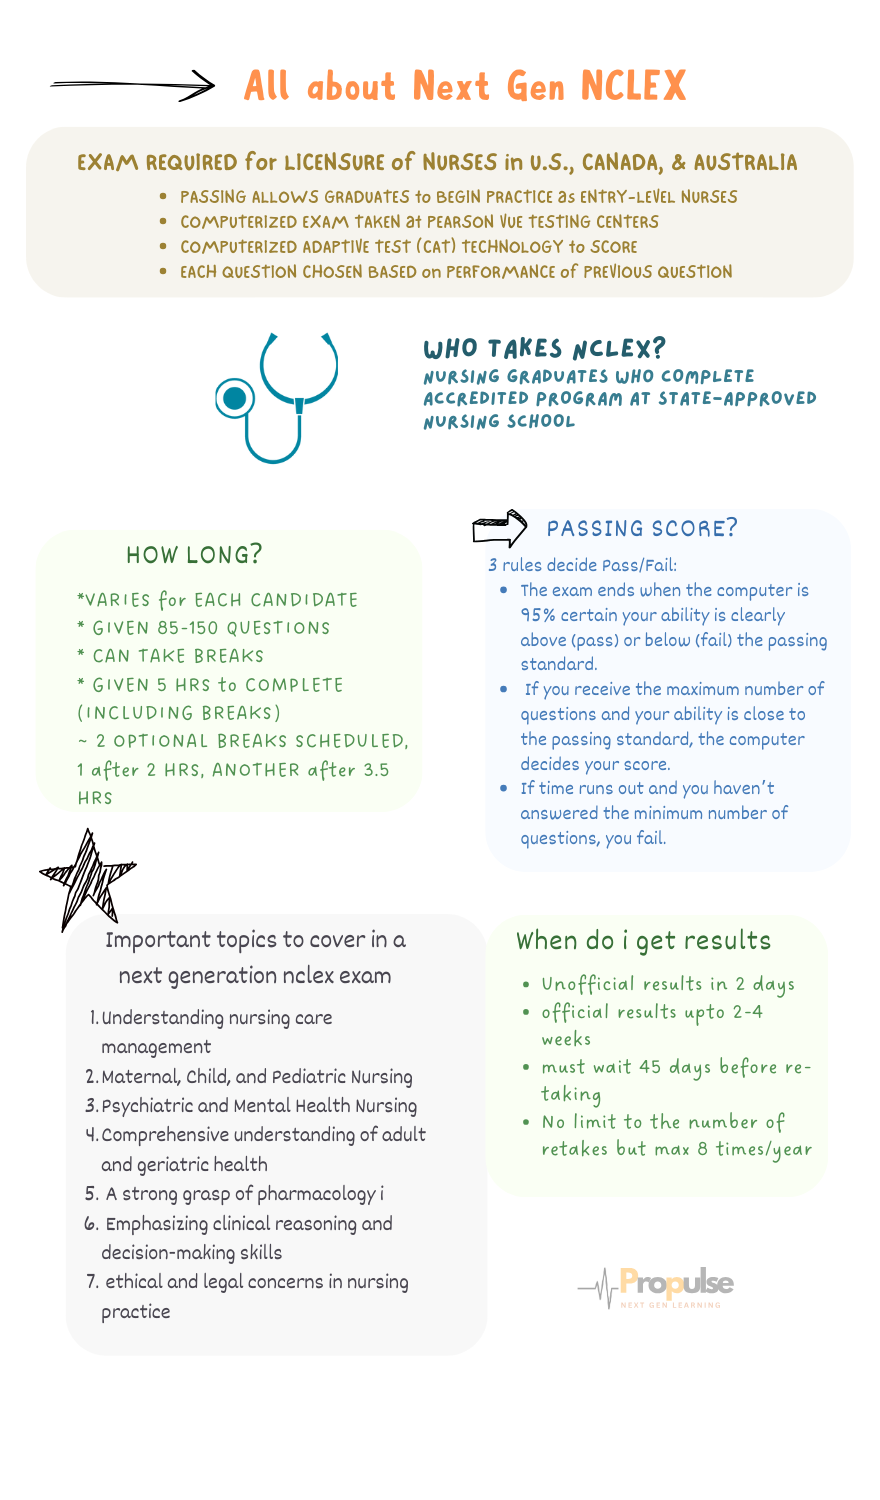 All about Next Gen NCLEX
EXAM REQUIRED for LICENSURE of NURSES in U.S., CANADA, & AUSTRALIA
• PASSING ALLOWS GRADUATES to BEGIN PRACTICE as ENTRY-LEVEL NURSES
• COMPUTERIZED EXAM TAKEN at PEARSON VUE TESTING CENTERS
• COMPUTERIZED ADAPTIVE TEST (CAT) TECHNOLOGY to SCORE
• EACH QUESTION CHOSEN BASED on PERFORMANCE of PREVIOUS QUESTION
WHO TAKES NCLEX?
NURSING GRADUATES WHO COMPLETE
ACCREDITED PROGRAM AT STATE-APPROVED
NURSING SCHOOL
HOW LONG?
*VARIES for EACH CANDIDATE
* GIVEN 85-150 QUESTIONS
* CAN TAKE BREAKS
* GIVEN 5 HRS to COMPLETE
(INCLUDING BREAKS)
~ 2 OPTIONAL BREAKS SCHEDULED,
1 after 2 HRS, ANOTHER after 3.5
HRS
PASSING SCORE?
3 rules decide Pass/Fail:
• The exam ends when the computer is
95% certain your ability is clearly
above (pass) or below (fail) the passing
standard.
• If you receive the maximum number of
questions and your ability is close to
the passing standard, the computer
decides your score.
• If time runs out and you haven't
answered the minimum number of
questions, you fail.
Important topics to cover in a
next generation nclex exam
1. Understanding nursing care
management
2. Maternal, Child, and Pediatric Nursing
3. Psychiatric and Mental Health Nursing
4. Comprehensive understanding of adult
and geriatric health
5. A strong grasp of pharmacology i
6. Emphasizing clinical reasoning and
decision-making skills
7. ethical and legal concerns in nursing
practice
When do i get results
• Unofficial results in 2 days
• official results upto 2-4
weeks
• must wait 45 days before re-
taking
• No limit to the number of
retakes but max 8 times/year
Propulse
NEXT GEN LEARNING